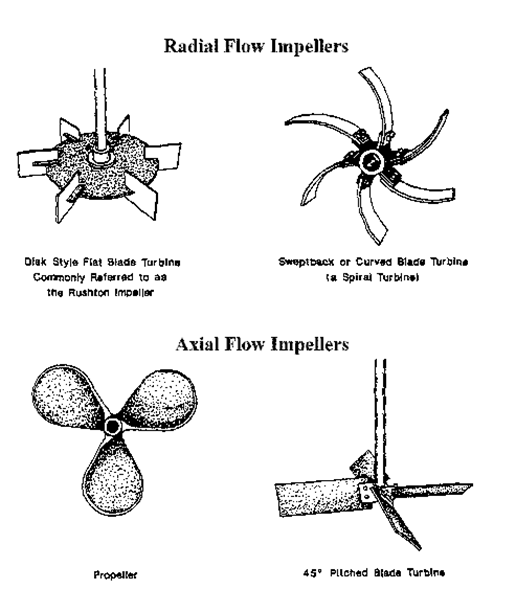 Radial Flow Impellers
Disk Style Flat Blade Turbine
Commonly Referred to as
the Rushton Impeller
Sweptback or Curved Blade Turbine
(a Spiral Turbine)
Axial Flow Impellers
Propeller
45° Pitched Blade Turbine